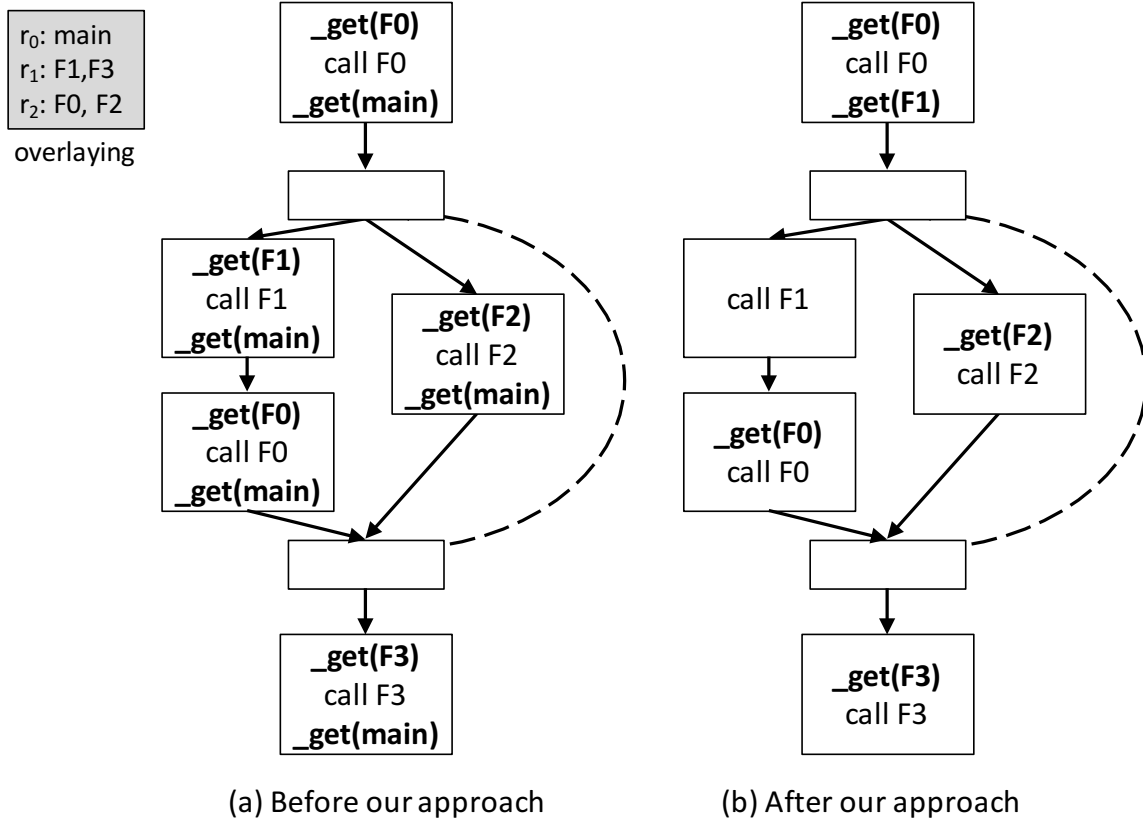 r0: main
r1: F1,F3
r2: F0, F2
overlaying
_get(F0)
call F0
_get(main)
_get(F1)
call F1
_get(main)
_get(F2)
call F2
_get(main)
_get(F0)
call F0
_get(main)
_get(F3)
call F3
_get(main)
(a) Before our approach
_get(F0)
call F0
_get(F1)
call F1
_get(F2)
call F2
_get(F0)
call F0
_get(F3)
call F3
(b) After our approach